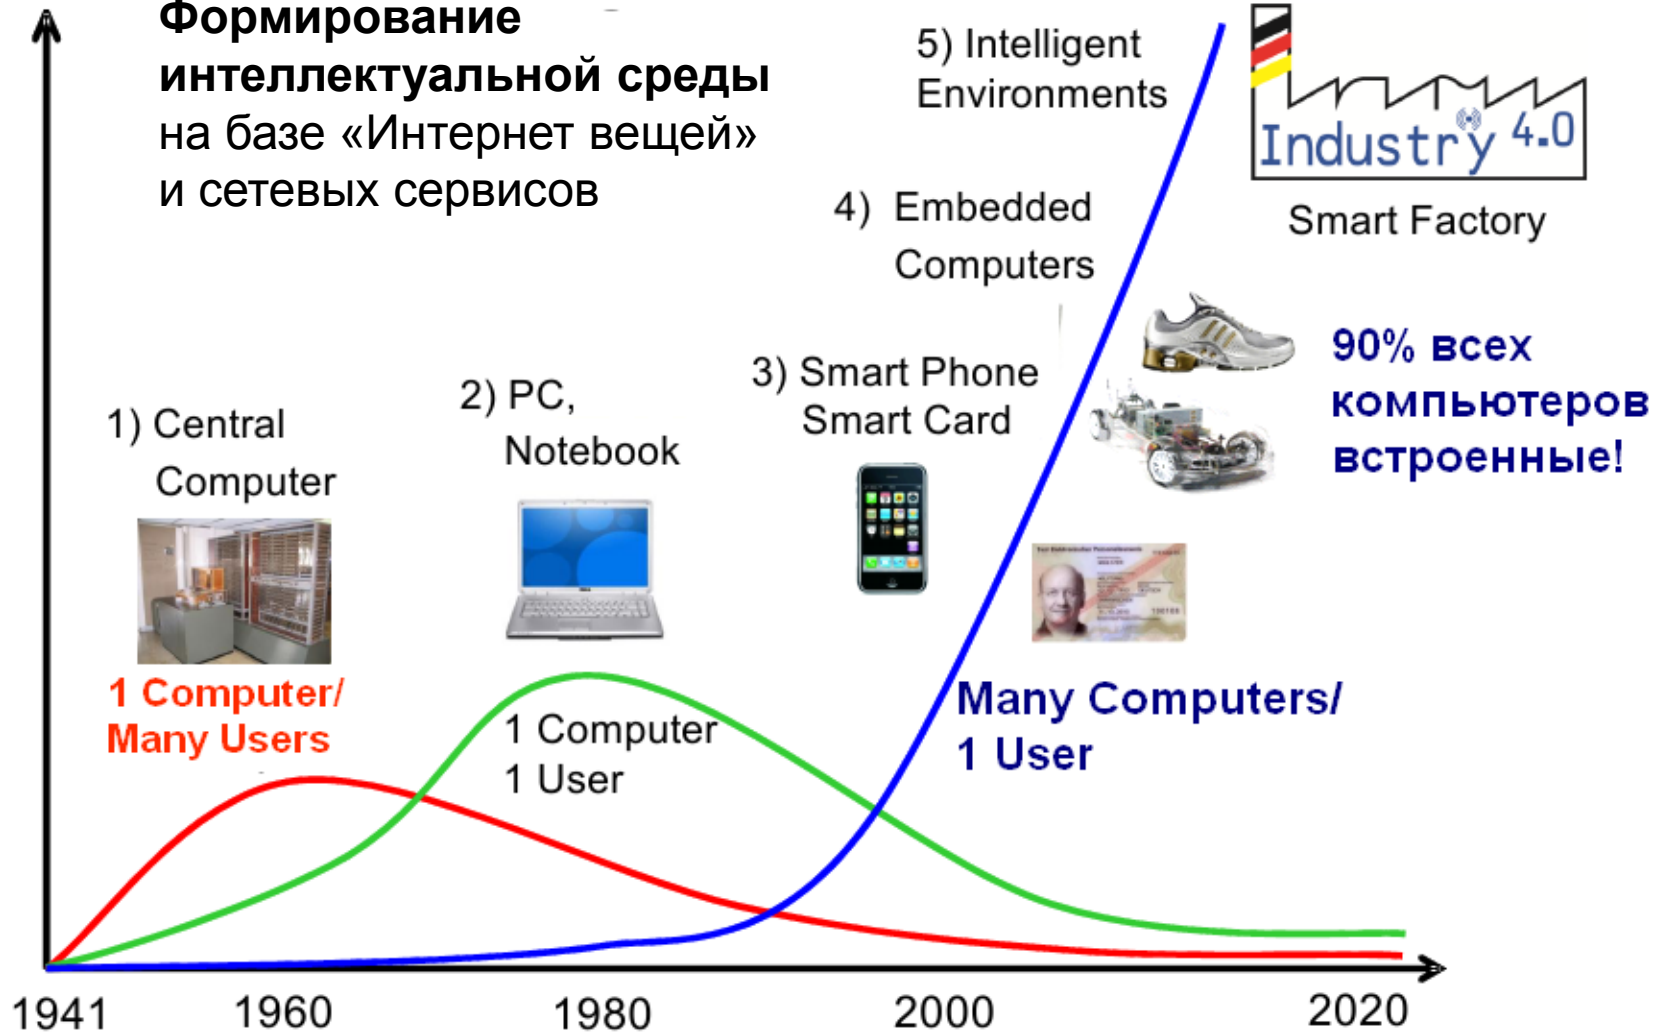 Формирование
интеллектуальной среды
на базе «Интернет вещей»
и сетевых сервисов
5) Intelligent
Environments
Industry 4.0
Smart Factory
4) Embedded
Computers
90% всех
компьютеров
встроенные!
3) Smart Phone
Smart Card
2) PC,
Notebook
1) Central
Computer
1 Computer/
Many Users
1 Computer
1 User
Many Computers/
1 User
1941
1960
1980
2000
2020